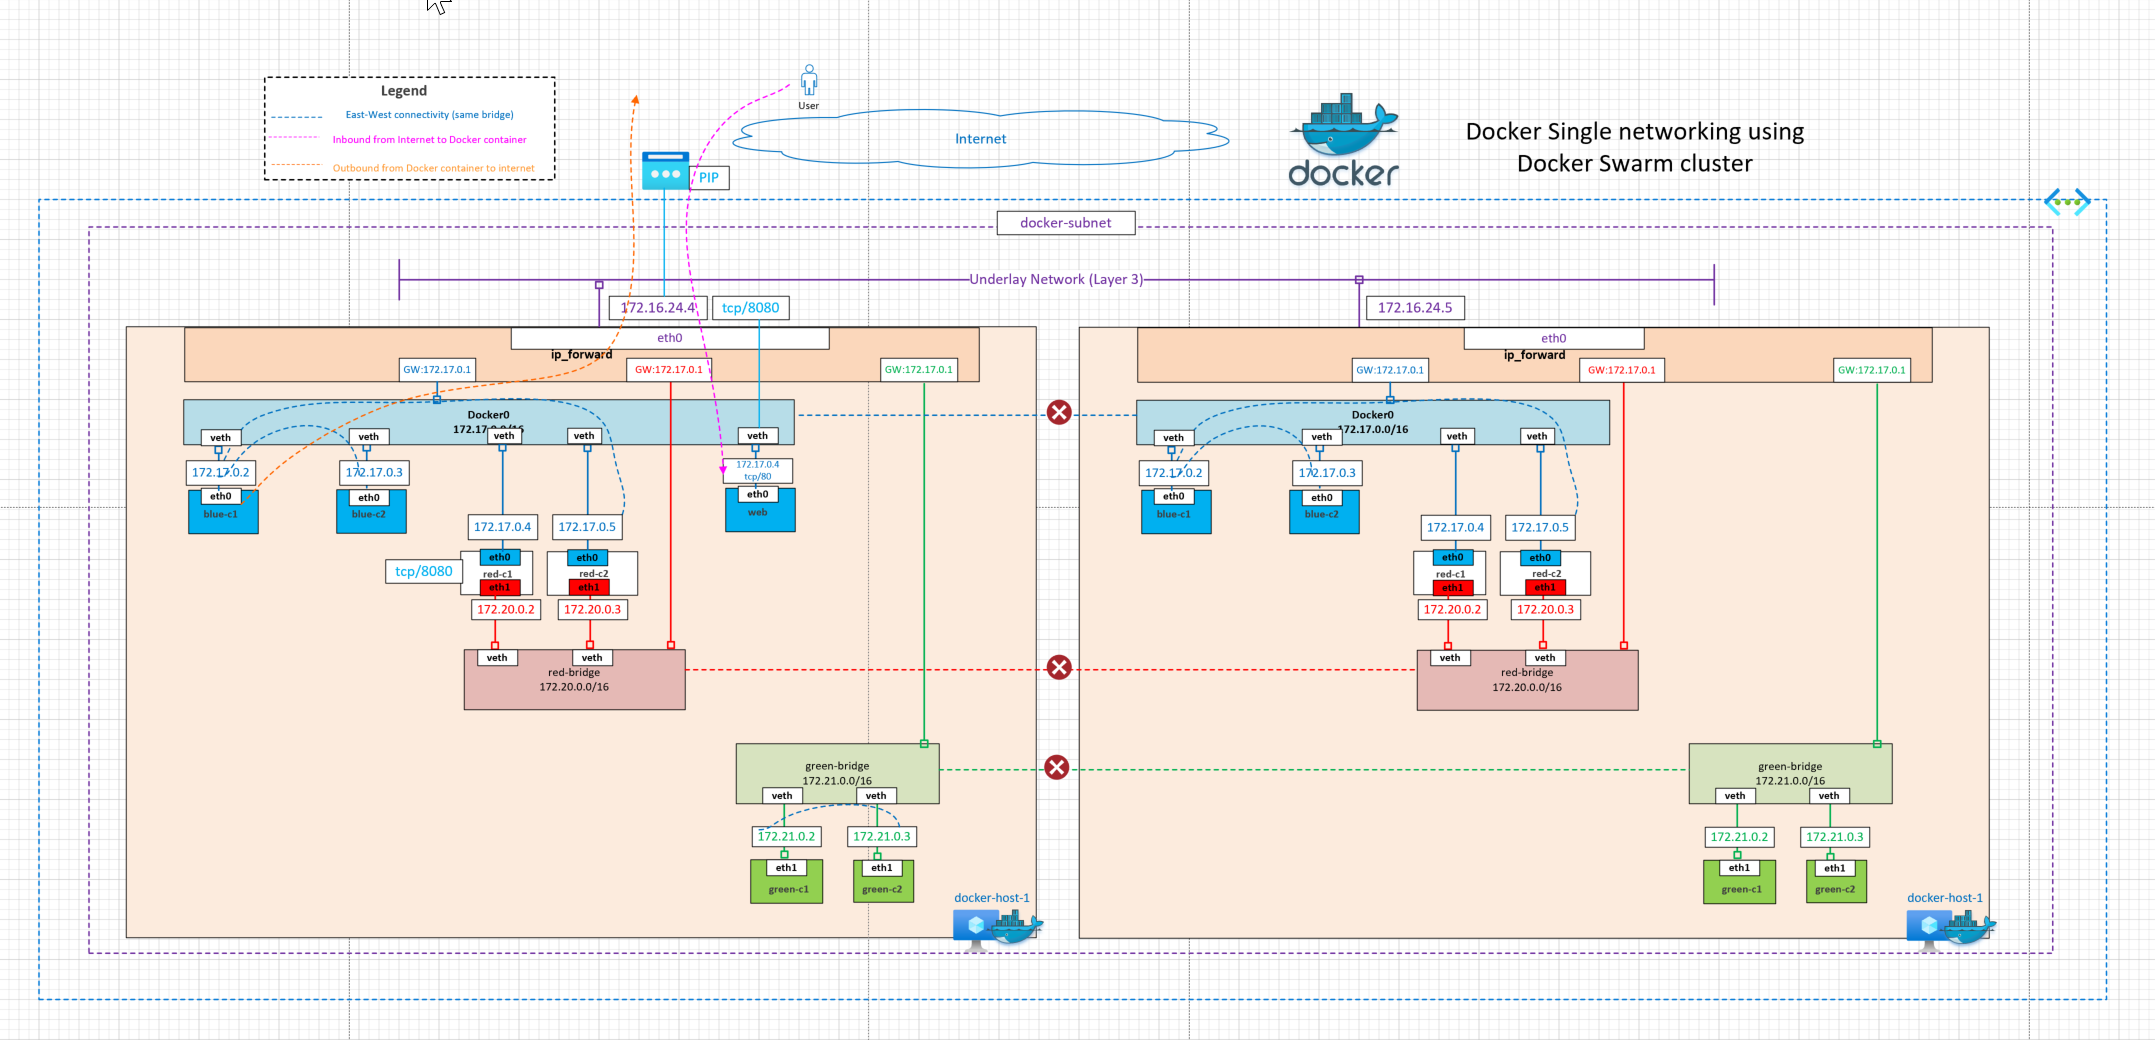 Legend
East-West connectivity (same bridge)
Inbound from Internet to Docker container
Outbound from Docker container to internet
User
Internet
docker
Docker Single networking using
Docker Swarm cluster
PIP
docker-subnet
Underlay Network (Layer 3)
172.16.24.4
tcp/8080
172.16.24.5
eth0
ip_forward
GW:172.17.0.1
GW:172.17.0.1
GW:172.17.0.1
Docker0
172.17.0.0/16
veth
veth
veth
veth
veth
172.17.0.2
172.17.0.3
172.17.0.4
tcp/80
eth0
eth0
eth0
blue-c1
blue-c2
web
172.17.0.4
172.17.0.5
tcp/8080
eth0
eth0
red-c1
red-c2
eth1
eth1
172.20.0.2
172.20.0.3
veth
veth
red-bridge
172.20.0.0/16
green-bridge
172.21.0.0/16
veth
veth
172.21.0.2
172.21.0.3
eth1
eth1
green-c1
green-c2
docker-host-1
eth0
ip_forward
GW:172.17.0.1
GW:172.17.0.1
GW:172.17.0.1
Docker0
172.17.0.0/16
veth
veth
veth
veth
172.17.0.2
172.17.0.3
eth0
eth0
blue-c1
blue-c2
172.17.0.4
172.17.0.5
eth0
eth0
red-c1
red-c2
eth1
eth1
172.20.0.2
172.20.0.3
veth
veth
red-bridge
172.20.0.0/16
green-bridge
172.21.0.0/16
veth
veth
172.21.0.2
172.21.0.3
eth1
eth1
green-c1
green-c2
docker-host-1